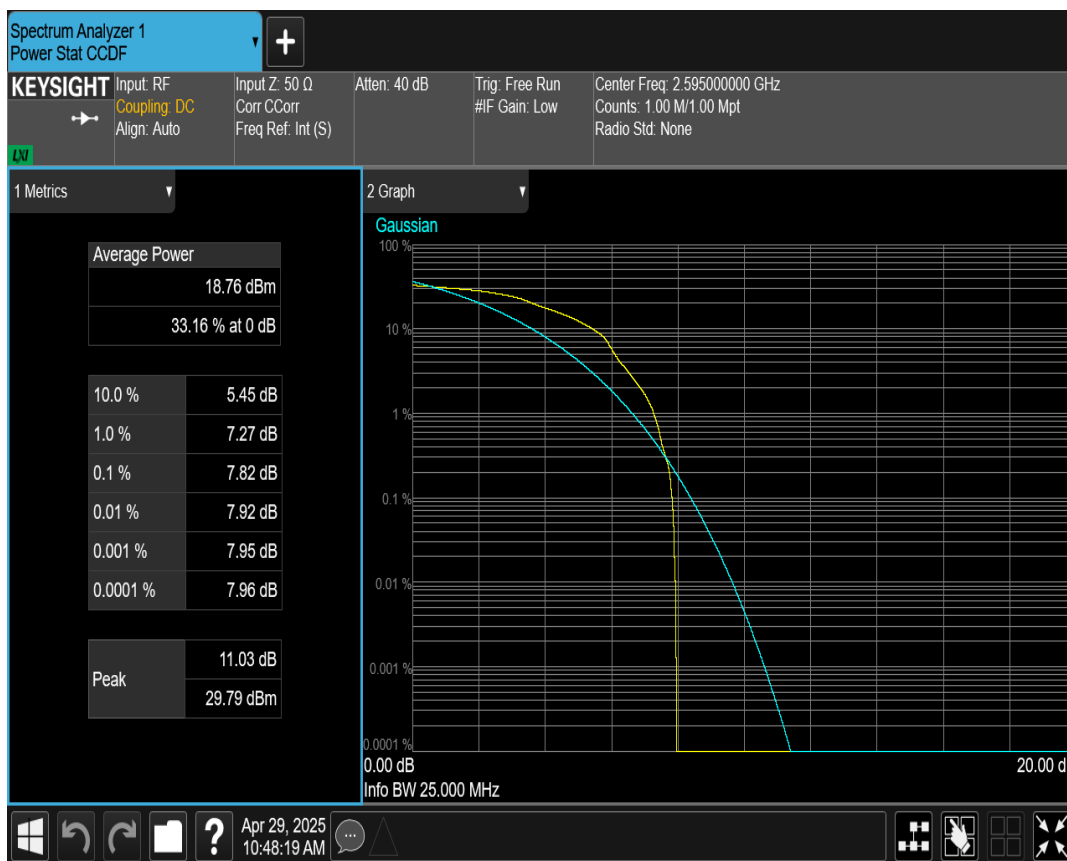 Spectrum Analyzer 1
Power Stat CCDF
KEYSIGHT
LXI
Input: RF
Coupling: DC
Align: Auto
Input Z: 50 Ω
Corr CCorr
Freq Ref: Int (S)
Atten: 40 dB
Trig: Free Run
#IF Gain: Low
Center Freq: 2.595000000 GHz
Counts: 1.00 M/1.00 Mpt
Radio Std: None
1 Metrics
Average Power
18.76 dBm
33.16 % at 0 dB
10.0 % 5.45 dB
1.0 % 7.27 dB
0.1 % 7.82 dB
0.01 % 7.92 dB
0.001 % 7.95 dB
0.0001 % 7.96 dB
Peak
11.03 dB
29.79 dBm
2 Graph
Gaussian
100 %
10 %
1 %
0.1 %
0.01 %
0.001 %
0.0001 %
0.00 dB 20.00 d
Info BW 25.000 MHz
? Apr 29, 2025
10:48:19 AM